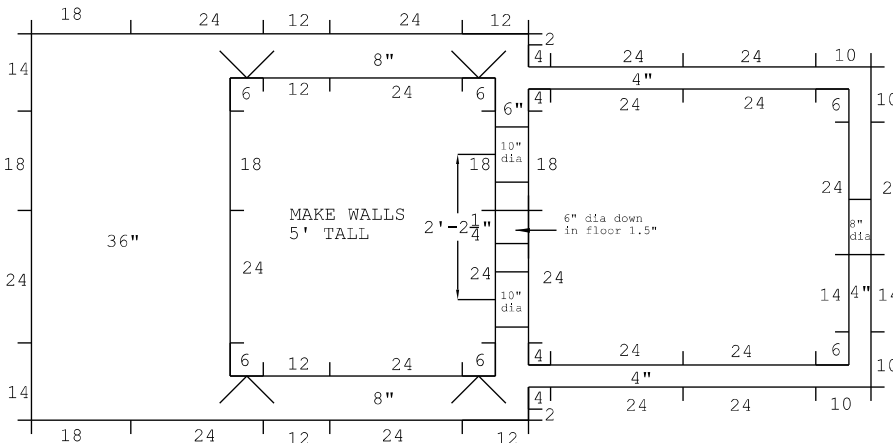 18 24 12 24 12
2
14 8" 4 24 24 10
6 12 24 6 4"
6" 4 24 24 6 10
10"
dia
18 18 18 18 24
MAKE WALLS
5' TALL
2'-2 1/4"
6" dia down
in floor 1.5"
8"
dia
36"
24 24 24 24 14 4" 14
10"
dia
6 12 24 6 4 24 24 6 10
14 8" 4"
4 24 24 10
2
18 24 12 24 12